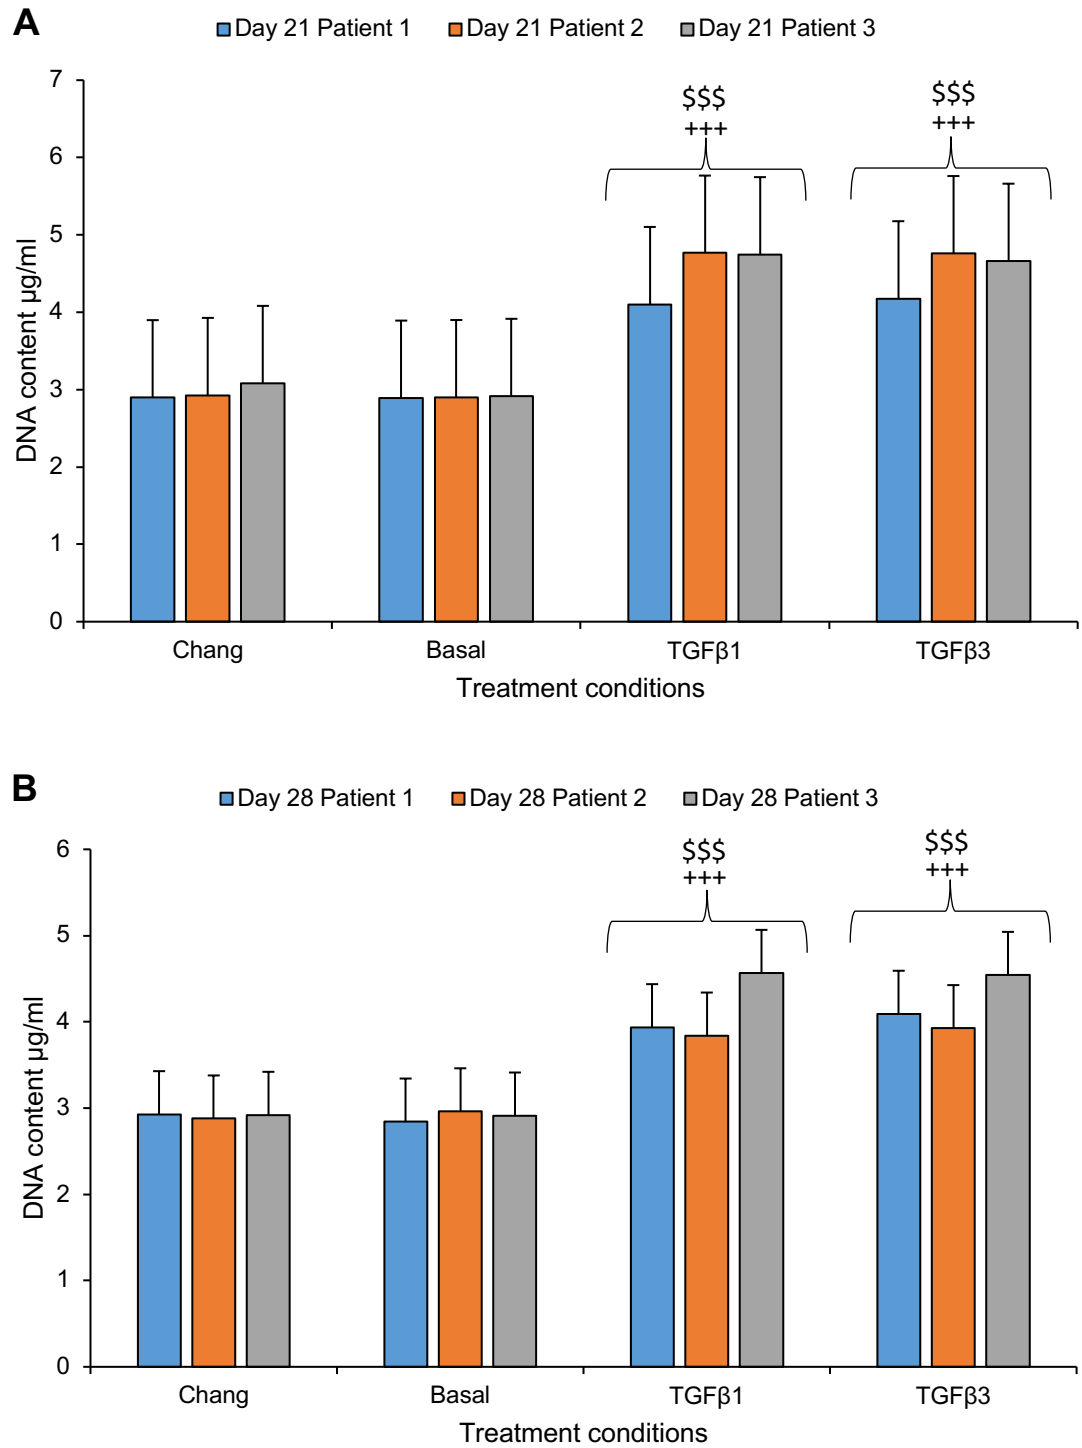 A
Day 21 Patient 1 Day 21 Patient 2 Day 21 Patient 3
7
6
5
4
3
2
1
0
DNA content µg/ml
$$$
+++
$$$
+++
Chang Basal TGFβ1 TGFβ3
Treatment conditions
B
Day 28 Patient 1 Day 28 Patient 2 Day 28 Patient 3
6
5
4
3
2
1
0
DNA content µg/ml
$$$
+++
$$$
+++
Chang Basal TGFβ1 TGFβ3
Treatment conditions